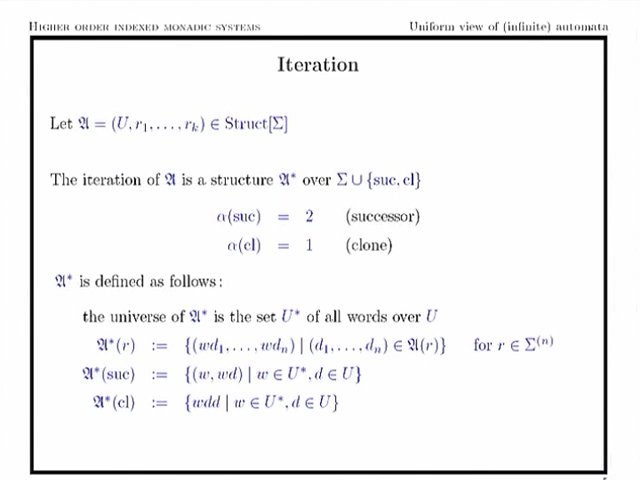 HIGHER ORDER INDEXED MONADIC SYSTEMS
Uniform view of (infinite) automata
Iteration
Let 𝔄 = (U, r₁, . . . , rₖ) ∈ Struct[Σ]
The iteration of 𝔄 is a structure 𝔄* over Σ ∪ {suc, cl}
α(suc) = 2 (successor)
α(cl) = 1 (clone)
𝔄* is defined as follows :
the universe of 𝔄* is the set U* of all words over U
𝔄*(r) := {(wd₁, . . . , wdₙ) | (d₁, . . . , dₙ) ∈ 𝔄(r)} for r ∈ Σ⁽ⁿ⁾
𝔄*(suc) := {(w, wd) | w ∈ U*, d ∈ U}
𝔄*(cl) := {wdd | w ∈ U*, d ∈ U}